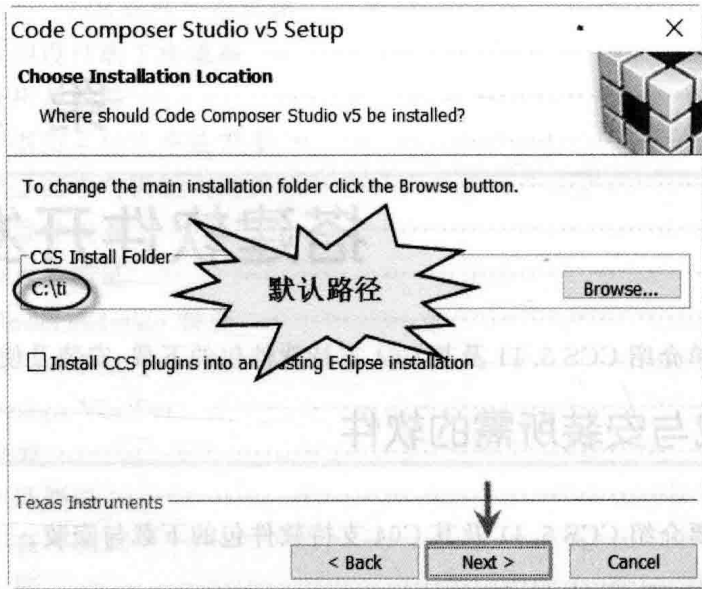 Code Composer Studio v5 Setup
Choose Installation Location
Where should Code Composer Studio v5 be installed?
To change the main installation folder click the Browse button.
CCS Install Folder
C:\ti
默认路径
Browse...
Install CCS plugins into an existing Eclipse installation
Texas Instruments
< Back Next > Cancel